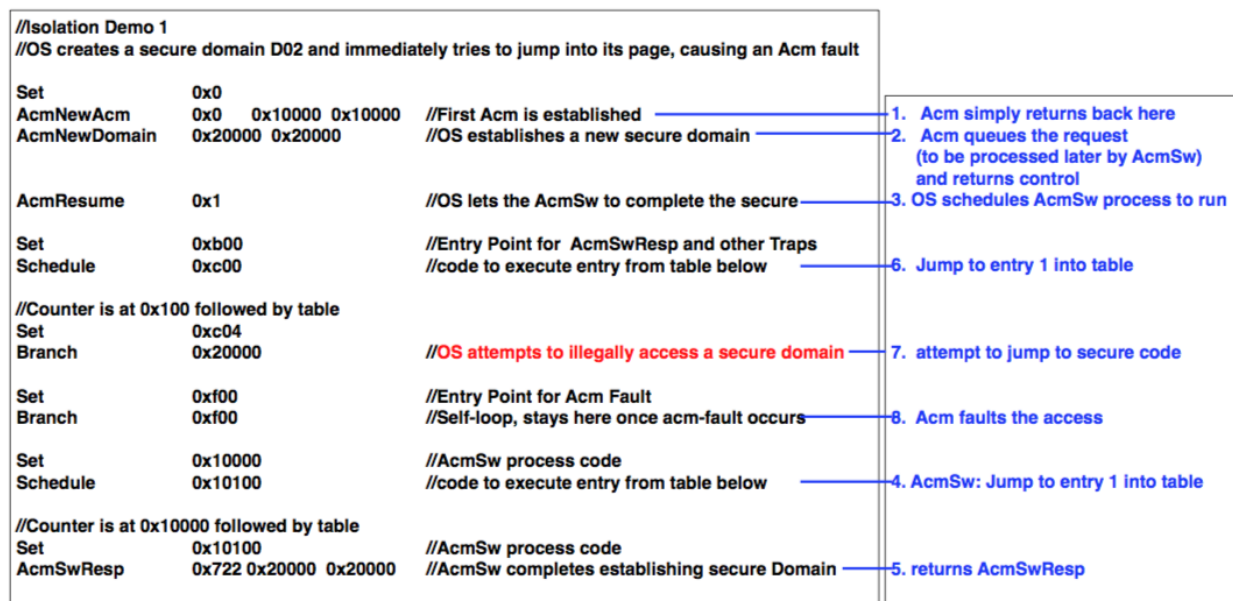 //Isolation Demo 1
//OS creates a secure domain D02 and immediately tries to jump into its page, causing an Acm fault
Set 0x0
AcmNewAcm 0x0 0x10000 0x10000 //First Acm is established
AcmNewDomain 0x20000 0x20000 //OS establishes a new secure domain
AcmResume 0x1 //OS lets the AcmSw to complete the secure
Set 0xb00 //Entry Point for AcmSwResp and other Traps
Schedule 0xc00 //code to execute entry from table below
//Counter is at 0x100 followed by table
Set 0xc04
Branch 0x20000 //OS attempts to illegally access a secure domain
Set 0xf00 //Entry Point for Acm Fault
Branch 0xf00 //Self-loop, stays here once acm-fault occurs
Set 0x10000 //AcmSw process code
Schedule 0x10100 //code to execute entry from table below
//Counter is at 0x10000 followed by table
Set 0x10100 //AcmSw process code
AcmSwResp 0x722 0x20000 0x20000 //AcmSw completes establishing secure Domain
1. Acm simply returns back here
2. Acm queues the request
(to be processed later by AcmSw)
and returns control
3. OS schedules AcmSw process to run
6. Jump to entry 1 into table
7. attempt to jump to secure code
8. Acm faults the access
4. AcmSw: Jump to entry 1 into table
5. returns AcmSwResp